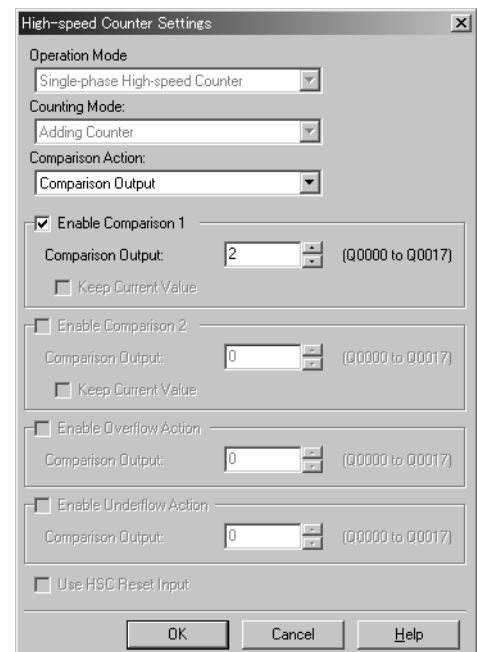 High-speed Counter Settings
Operation Mode
Single-phase High-speed Counter
Counting Mode:
Adding Counter
Comparison Action:
Comparison Output
Enable Comparison 1
Comparison Output: 2 (Q0000 to Q0017)
Keep Current Value
Enable Comparison 2
Comparison Output: 0 (Q0000 to Q0017)
Keep Current Value
Enable Overflow Action
Comparison Output: 0 (Q0000 to Q0017)
Enable Underflow Action
Comparison Output: 0 (Q0000 to Q0017)
Use HSC Reset Input
OK Cancel Help